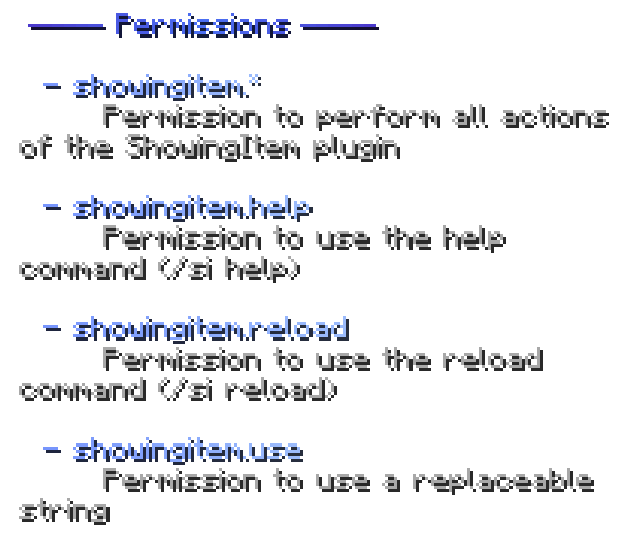 Permissions
- showingitem.*
Permission to perform all actions
of the ShowingItem plugin
- showingitem.help
Permission to use the help
command (/si help)
- showingitem.reload
Permission to use the reload
command (/si reload)
- showingitem.use
Permission to use a replaceable
string